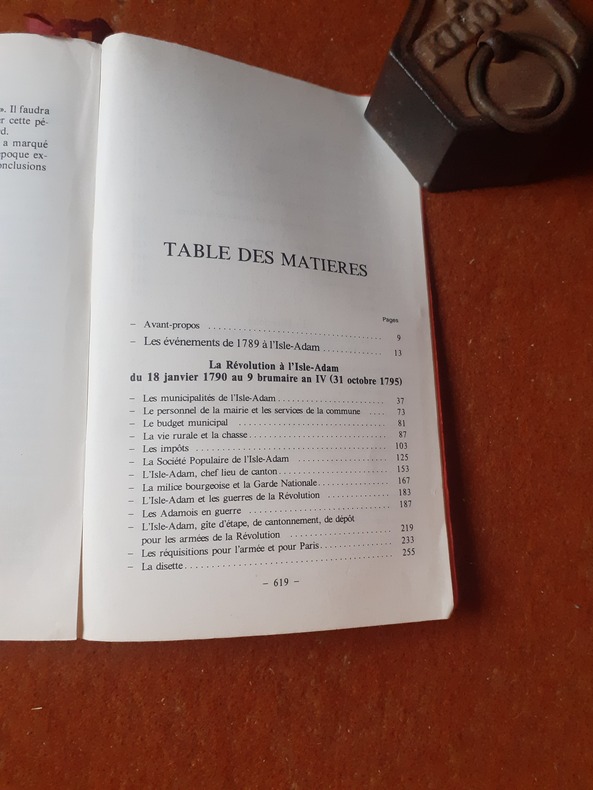 ». Il faudra
r cette pé-
d.
a marqué
époque ex-
onclusions
TABLE DES MATIERES
Pages
– Avant-propos .......................... 9
– Les événements de 1789 à l'Isle-Adam .......... 13
La Révolution à l'Isle-Adam
du 18 janvier 1790 au 9 brumaire an IV (31 octobre 1795)
– Les municipalités de l'Isle-Adam .................. 37
– Le personnel de la mairie et les services de la commune .... 73
– Le budget municipal .................. 81
– La vie rurale et la chasse .................. 87
– Les impôts .................. 103
– La Société Populaire de l'Isle-Adam .................. 125
– L'Isle-Adam, chef lieu de canton .................. 153
– La milice bourgeoise et la Garde Nationale .................. 167
– L'Isle-Adam et les guerres de la Révolution .................. 183
– Les Adamois en guerre .................. 187
– L'Isle-Adam, gîte d'étape, de cantonnement, de dépôt
pour les armées de la Révolution .................. 219
– Les réquisitions pour l'armée et pour Paris .................. 233
– La disette .................. 255
– 619 –